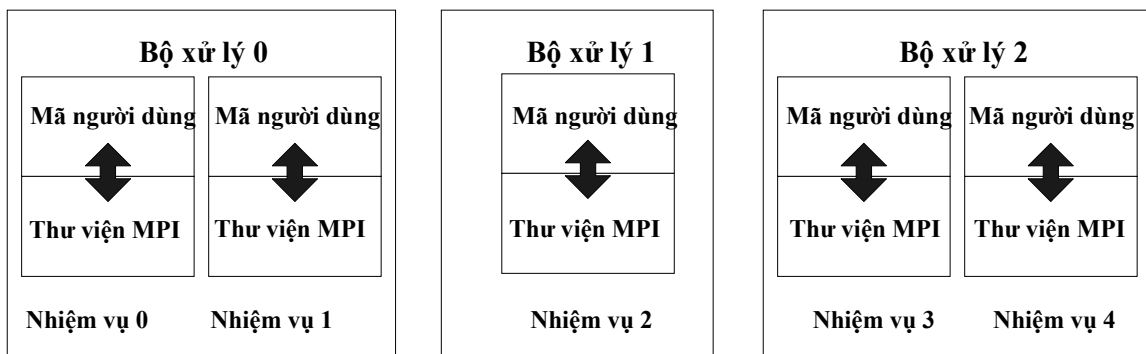 Bộ xử lý 0
Mã người dùng
Mã người dùng
Thư viện MPI
Thư viện MPI
Nhiệm vụ 0
Nhiệm vụ 1
Bộ xử lý 1
Mã người dùng
Thư viện MPI
Nhiệm vụ 2
Bộ xử lý 2
Mã người dùng
Mã người dùng
Thư viện MPI
Thư viện MPI
Nhiệm vụ 3
Nhiệm vụ 4